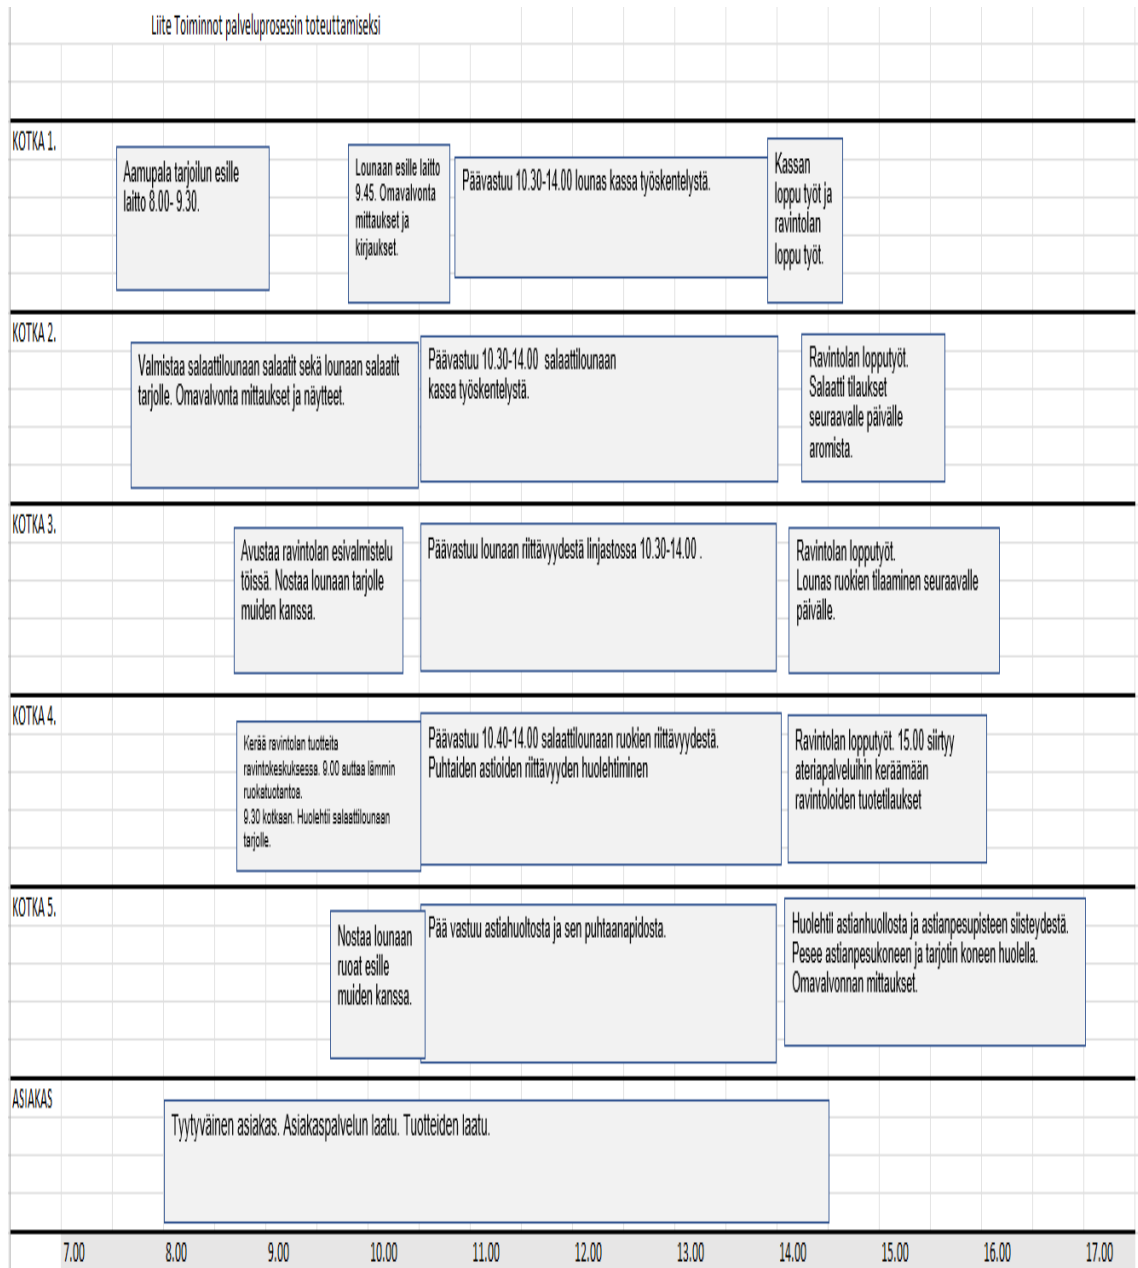 Liite Toiminnot palveluprosessin toteuttamiseksi
KOTKA 1.
Aamupala tarjoilun esille
laitto 8.00- 9.30.
Lounaan esille laitto
9.45. Omavalvonta
mittaukset ja
kirjaukset.
Päävastuu 10.30-14.00 lounas kassa työskentelystä.
Kassan
loppu työt ja
ravintolan
loppu työt.
KOTKA 2.
Valmistaa salaattilounaan salaatit sekä lounaan salaatit
tarjolle. Omavalvonta mittaukset ja näytteet.
Päävastuu 10.30-14.00 salaattilounaan
kassa työskentelystä.
Ravintolan lopputyöt.
Salaatti tilaukset
seuraavalle päivälle
aromista.
KOTKA 3.
Avustaa ravintolan esivalmistelu
töissä. Nostaa lounaan tarjolle
muiden kanssa.
Päävastuu lounaan riittävyydestä linjastossa 10.30-14.00 .
Ravintolan lopputyöt.
Lounas ruokien tilaaminen seuraavalle
päivälle.
KOTKA 4.
Kerää ravintolan tuotteita
ravintokeskuksessa. 9.00 auttaa lämmin
ruokatuotantoa.
9.30 kotkaan. Huolehtii salaattilounaan
tarjolle.
Päävastuu 10.40-14.00 salaattilounaan ruokien riittävyydestä.
Puhtaiden astioiden riittävyyden huolehtiminen
Ravintolan lopputyöt. 15.00 siirtyy
ateriapalveluihin keräämään
ravintoloiden tuotetilaukset
KOTKA 5.
Nostaa lounaan
ruoat esille
muiden kanssa.
Pää vastuu astiahuoltosta ja sen puhtaanapidosta.
Huolehtii astianhuollosta ja astianpesupisteen siisteydestä.
Pesee astianpesukoneen ja tarjotin koneen huolella.
Omavalvonnan mittaukset.
ASIAKAS
Tyytyväinen asiakas. Asiakaspalvelun laatu. Tuotteiden laatu.
7.00 8.00 9.00 10.00 11.00 12.00 13.00 14.00 15.00 16.00 17.00